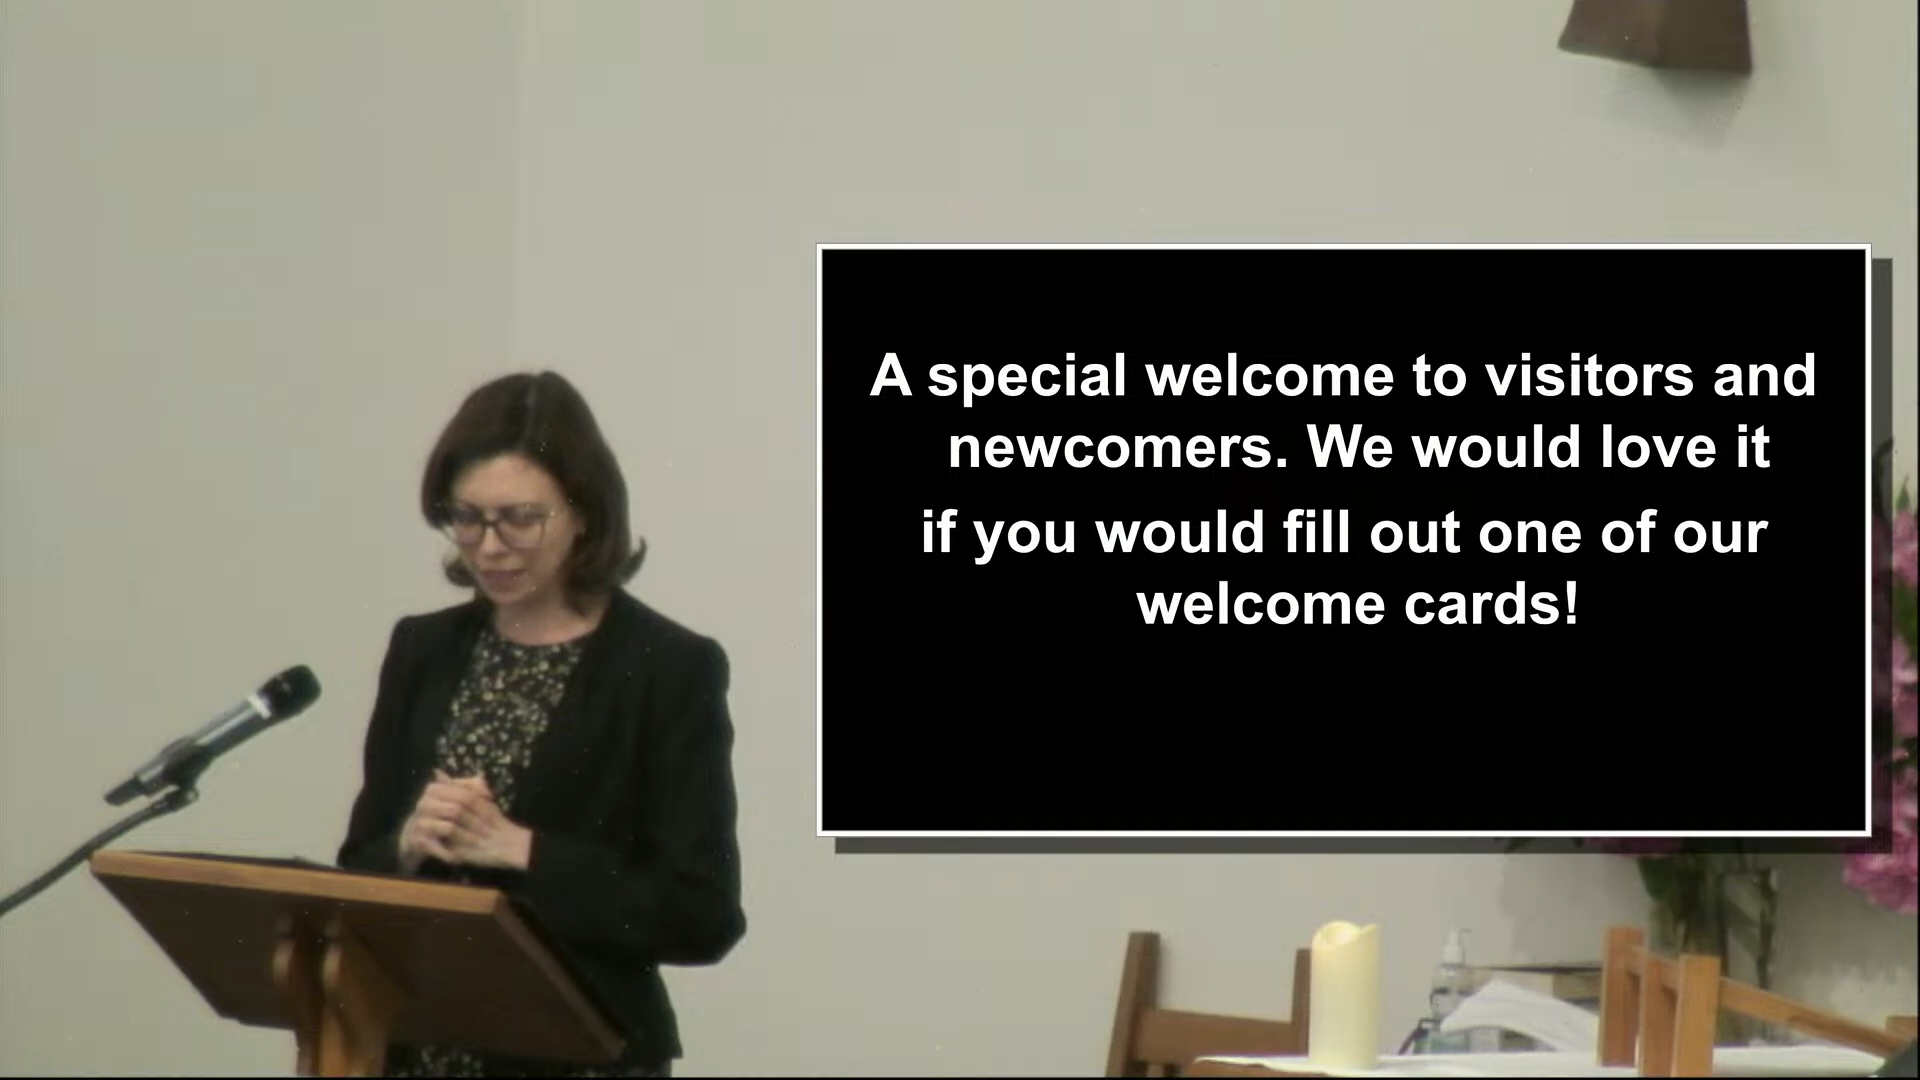 A special welcome to visitors and
newcomers. We would love it
if you would fill out one of our
welcome cards!